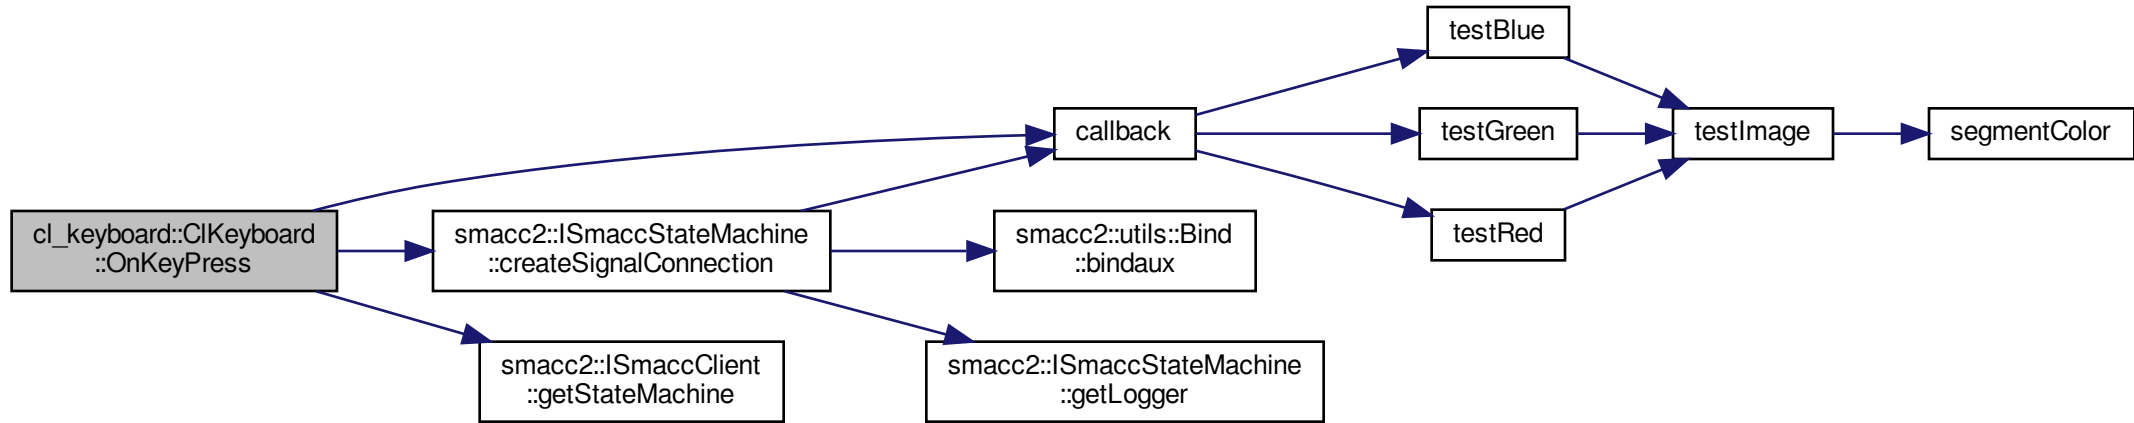 cl_keyboard::ClKeyboard
::OnKeyPress
smacc2::ISmaccStateMachine
::createSignalConnection
smacc2::ISmaccClient
::getStateMachine
callback
smacc2::utils::Bind
::bindaux
smacc2::ISmaccStateMachine
::getLogger
testBlue
testGreen
testRed
testImage
segmentColor